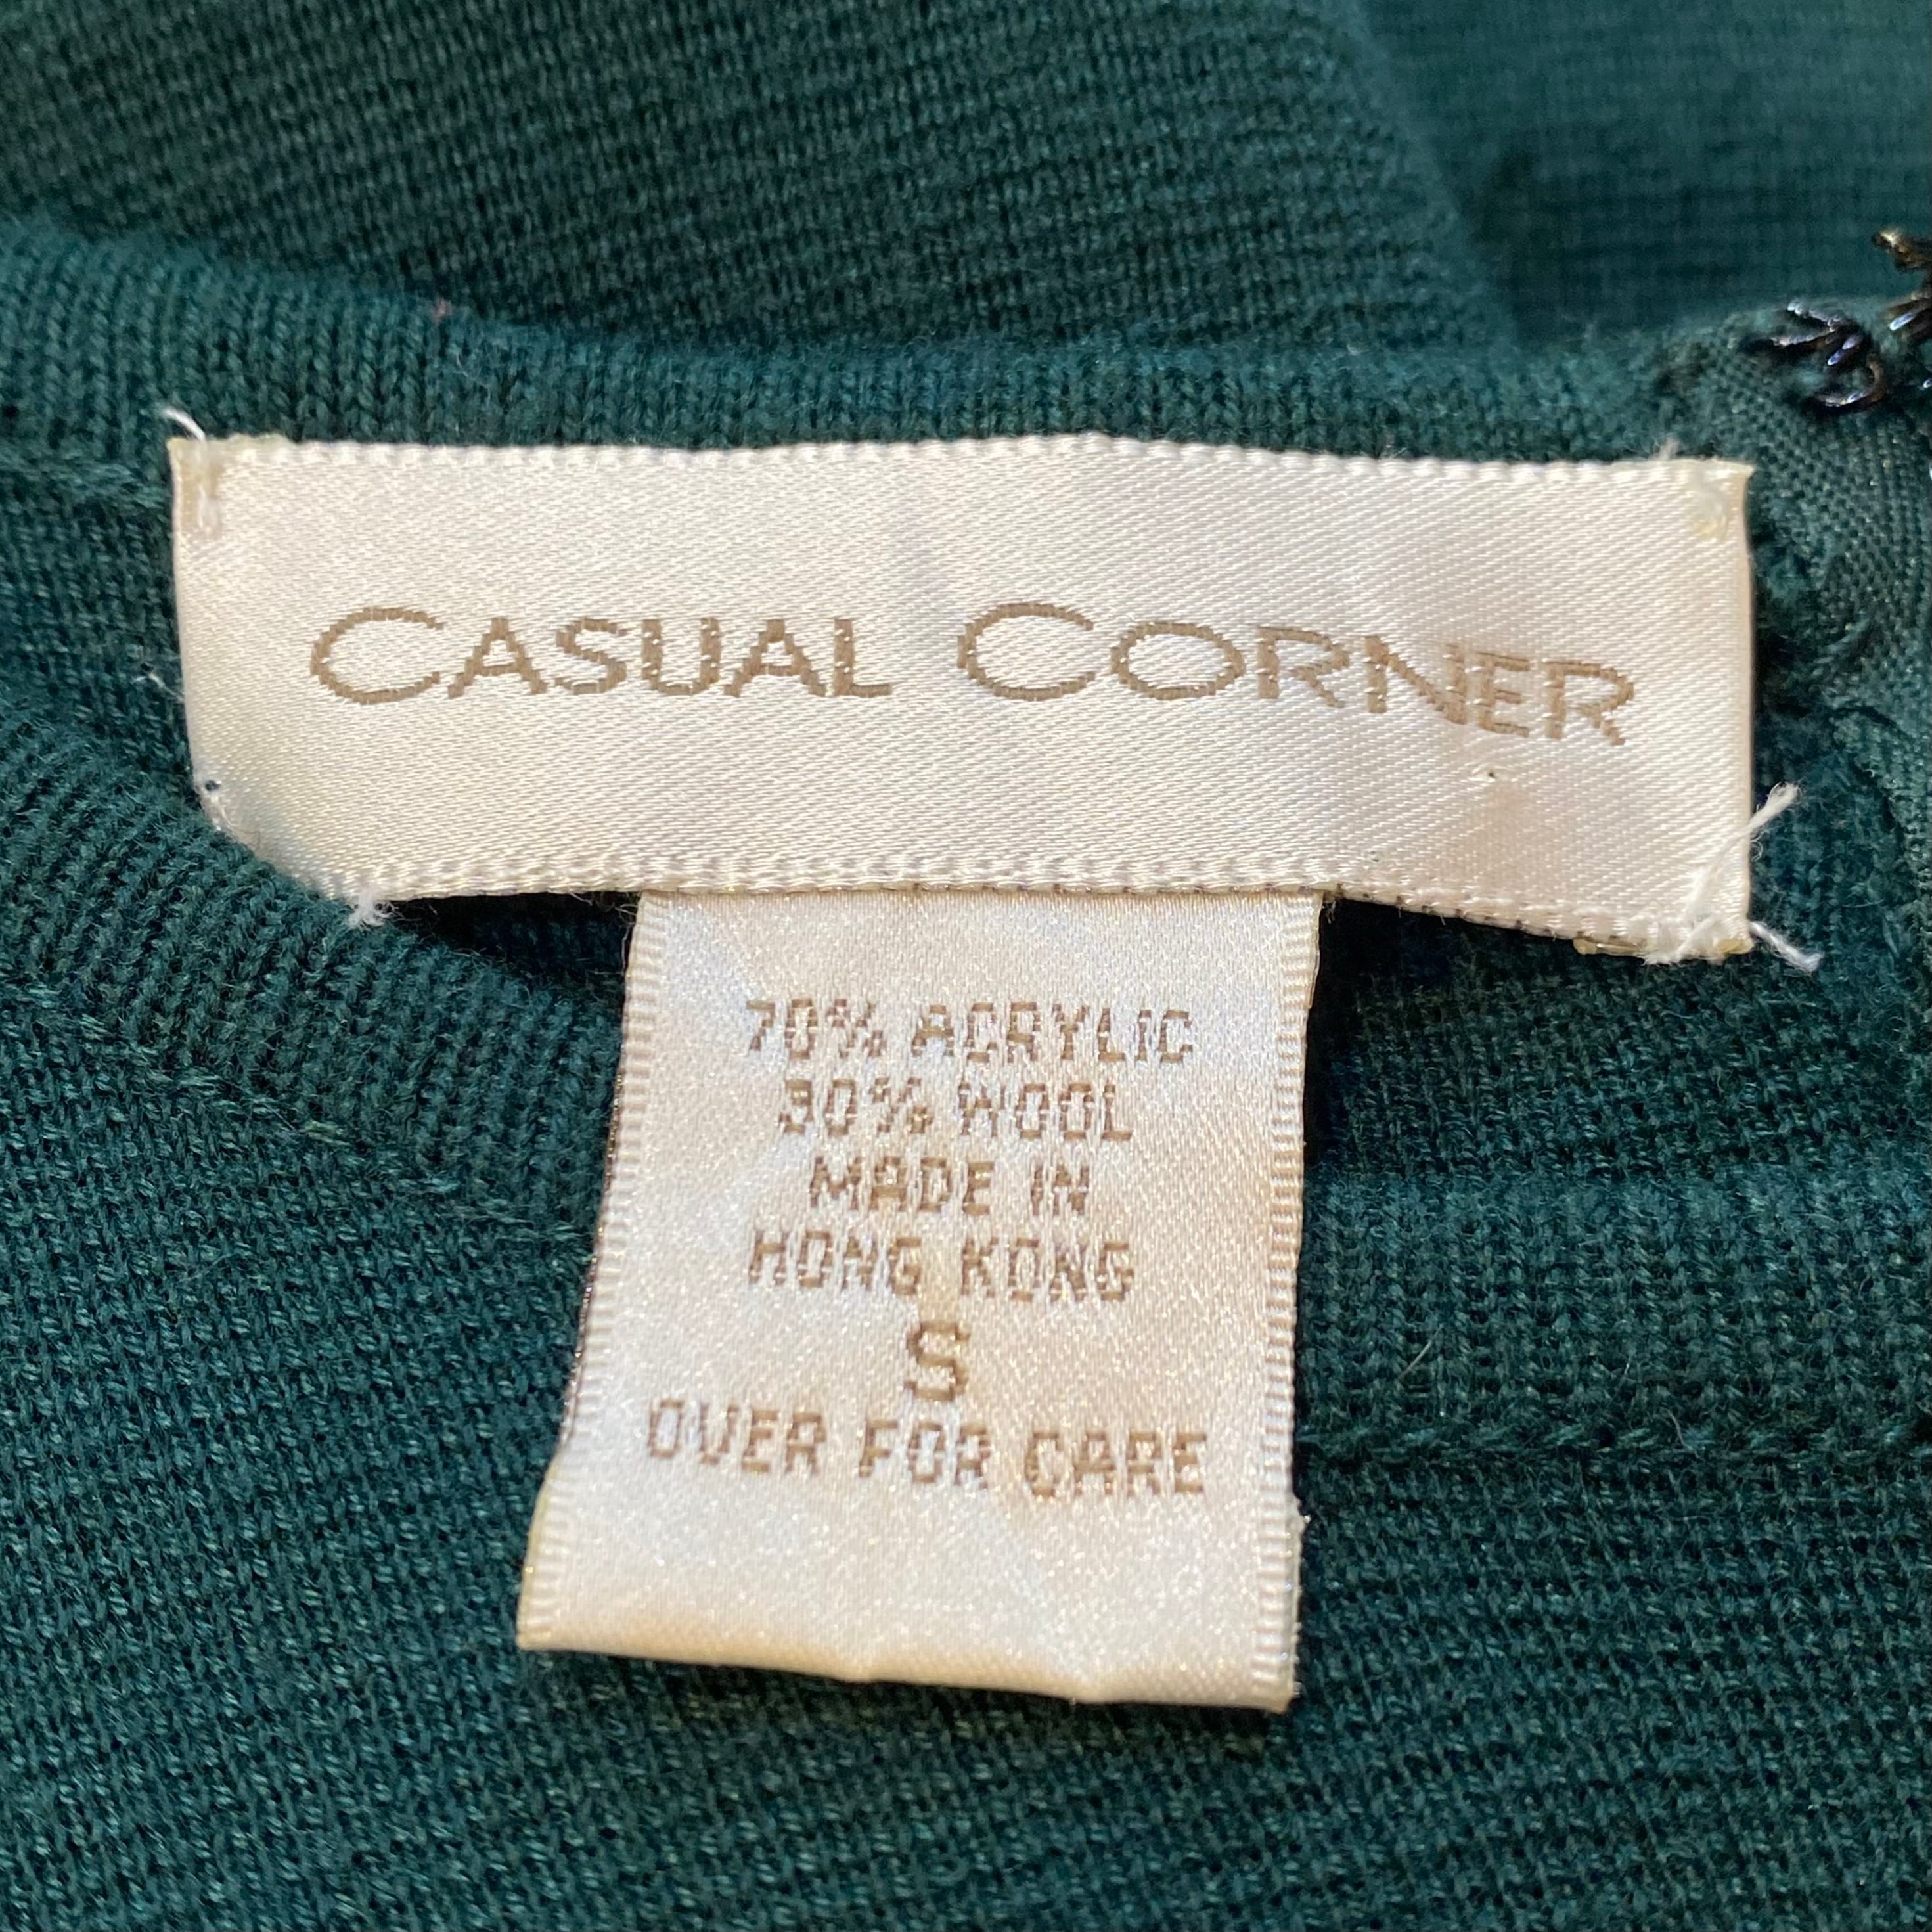 CASUAL CORNER
70% ACRYLIC
30% WOOL
MADE IN
HONG KONG
S
OVER FOR CARE